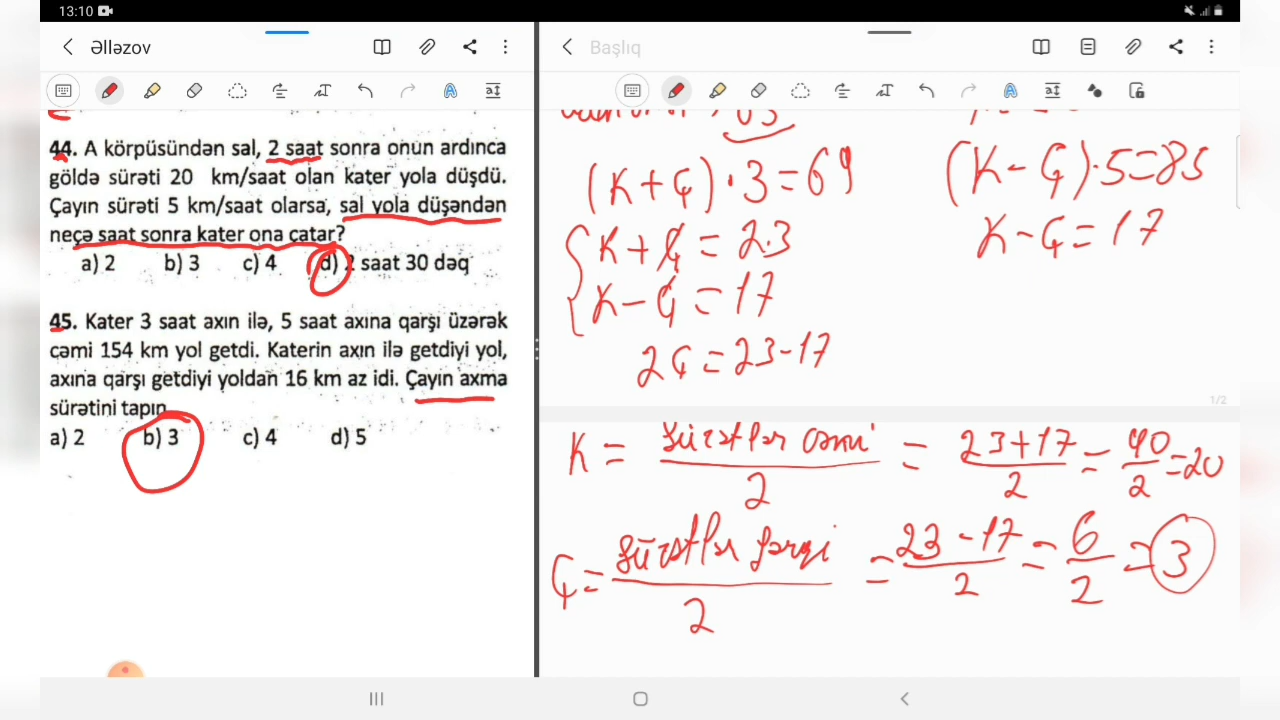 13:10
Əlləzov
Başlıq
44. A körpüsündən sal, 2 saat sonra onun ardınca
göldə sürəti 20 km/saat olan kater yola düşdü.
Çayın sürəti 5 km/saat olarsa, sal yola düşəndən
neçə saat sonra kater ona çatar?
a) 2 b) 3 c) 4 d) 2 saat 30 dəq
45. Kater 3 saat axın ilə, 5 saat axına qarşı üzərək
cəmi 154 km yol getdi. Katerin axın ilə getdiyi yol,
axına qarşı getdiyi yoldan 16 km az idi. Çayın axma
sürətini tapın
a) 2 b) 3 c) 4 d) 5
(K+Ç)·3=69
K+Ç=2.3
K-Ç=17
2Ç=23-17
(K-Ç)·5=85
K-Ç=17
1/2
K = sürətlər cəmi / 2 = 23+17 / 2 = 40 / 2 =20
Ç= sürətlər fərqi / 2 = 23-17 / 2 = 6 / 2 = 3